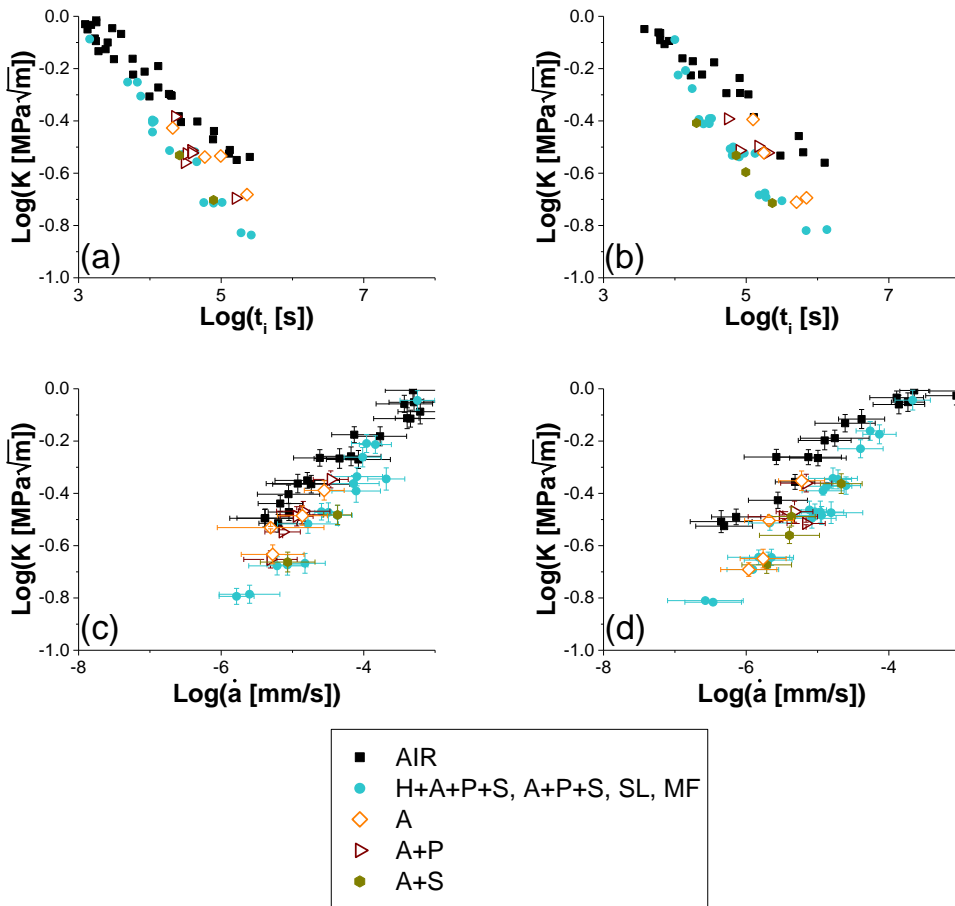 0.0
-0.2
-0.4
-0.6
-0.8
-1.0
3
5
7
Log(K [MPa√m])
Log(t_i [s])
(a)
0.0
-0.2
-0.4
-0.6
-0.8
-1.0
3
5
7
Log(K [MPa√m])
Log(t_i [s])
(b)
0.0
-0.2
-0.4
-0.6
-0.8
-1.0
-8
-6
-4
Log(K [MPa√m])
Log(ȧ [mm/s])
(c)
0.0
-0.2
-0.4
-0.6
-0.8
-1.0
-8
-6
-4
Log(K [MPa√m])
Log(ȧ [mm/s])
(d)
AIR
H+A+P+S, A+P+S, SL, MF
A
A+P
A+S